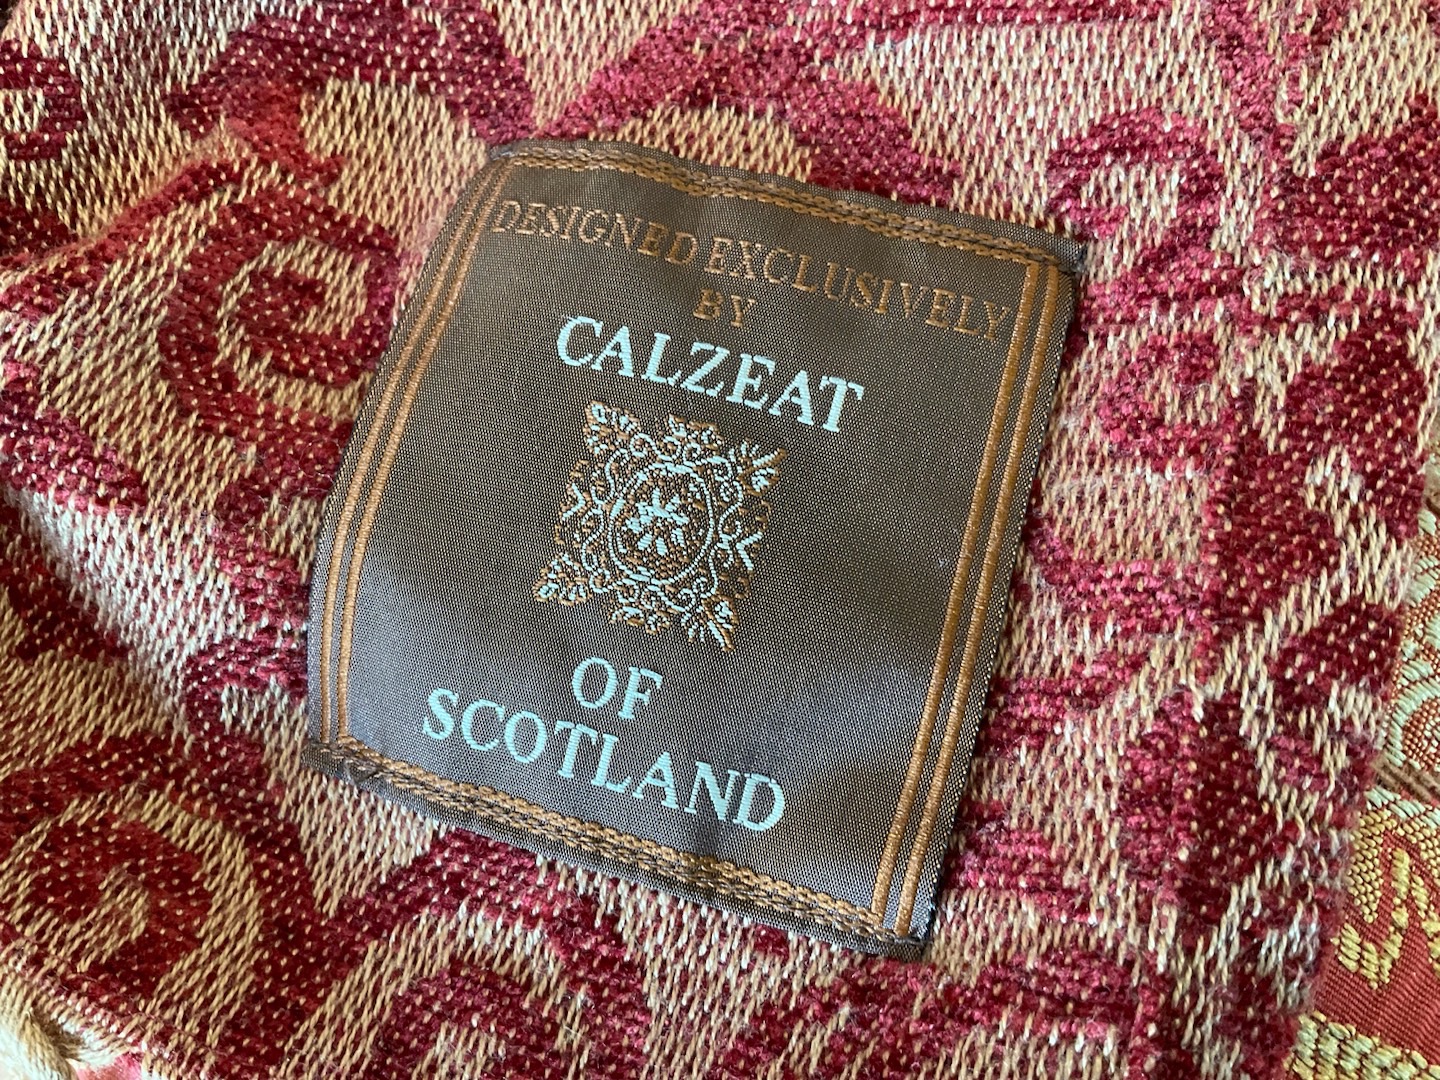 DESIGNED EXCLUSIVELY
BY
CALZEAT
OF
SCOTLAND